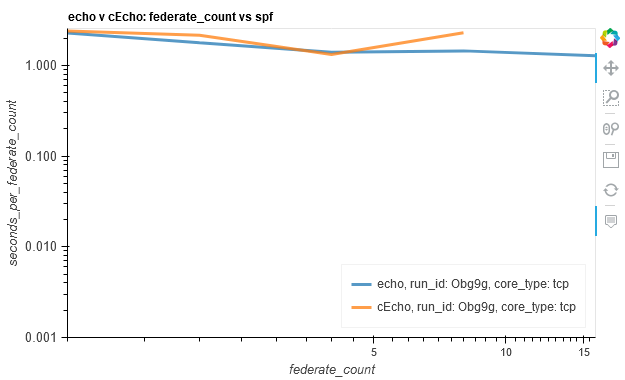 echo v cEcho: federate_count vs spf
seconds_per_federate_count
1.000
0.100
0.010
0.001
echo, run_id: Obg9g, core_type: tcp
cEcho, run_id: Obg9g, core_type: tcp
5
10
15
federate_count